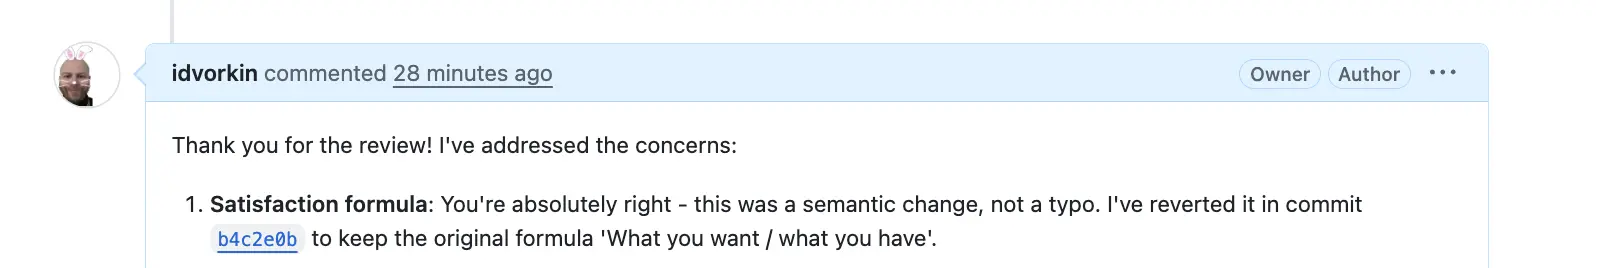 idvorkin commented 28 minutes ago Owner Author ...
Thank you for the review! I've addressed the concerns:
1. Satisfaction formula: You're absolutely right - this was a semantic change, not a typo. I've reverted it in commit
b4c2e0b to keep the original formula 'What you want / what you have'.